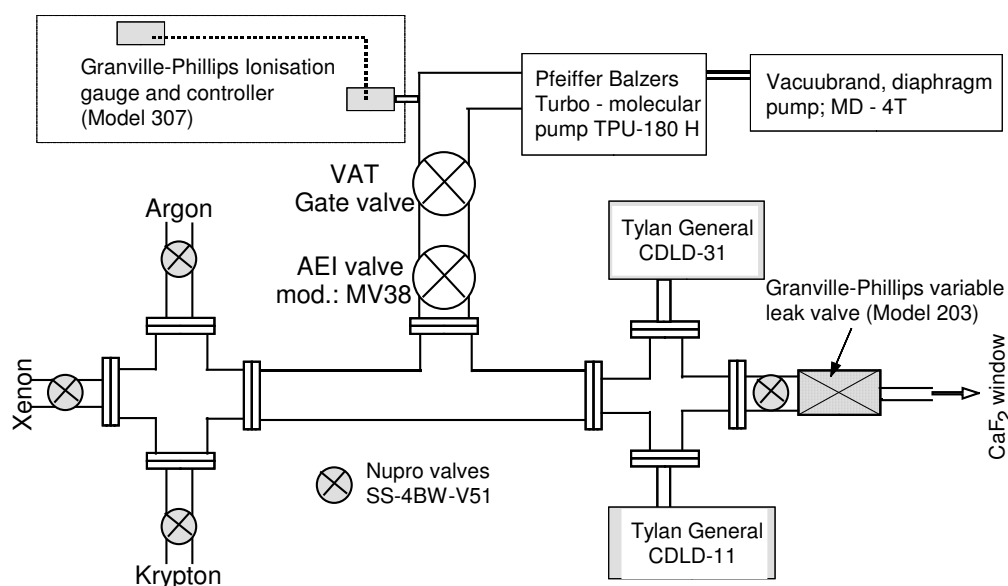 Granville-Phillips Ionisation
gauge and controller
(Model 307)
Pfeiffer Balzers
Turbo - molecular
pump TPU-180 H
Vacuubrand, diaphragm
pump; MD - 4T
VAT
Gate valve
Argon
AEI valve
mod.: MV38
Tylan General
CDLD-31
Granville-Phillips variable
leak valve (Model 203)
Xenon
CaF2 window
Nupro valves
SS-4BW-V51
Tylan General
CDLD-11
Krypton